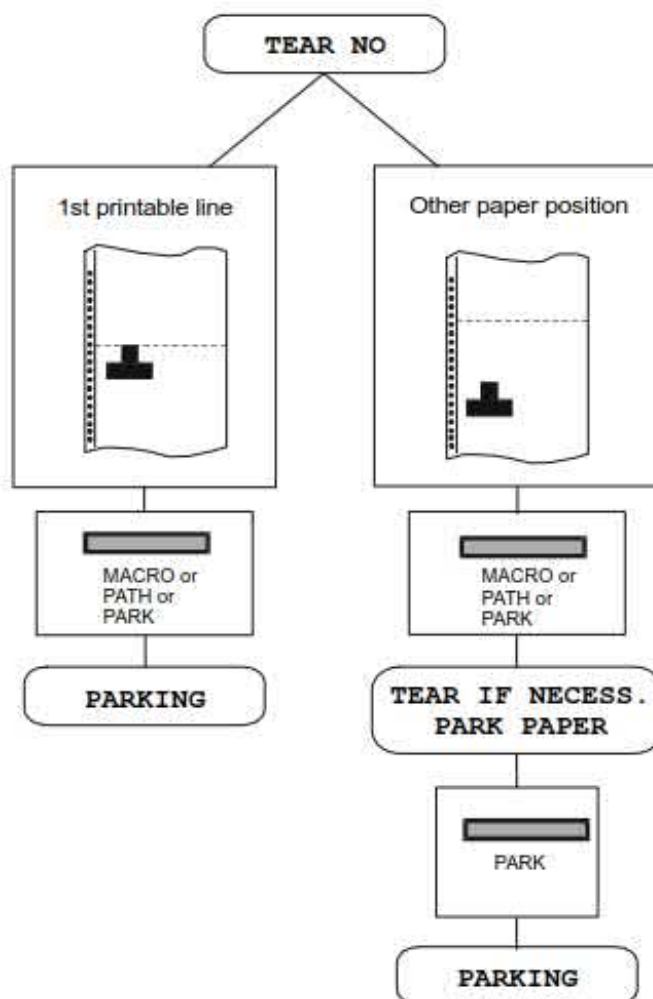 TEAR NO
1st printable line
Other paper position
MACRO or
PATH or
PARK
MACRO or
PATH or
PARK
PARKING
TEAR IF NECESS.
PARK PAPER
PARK
PARKING